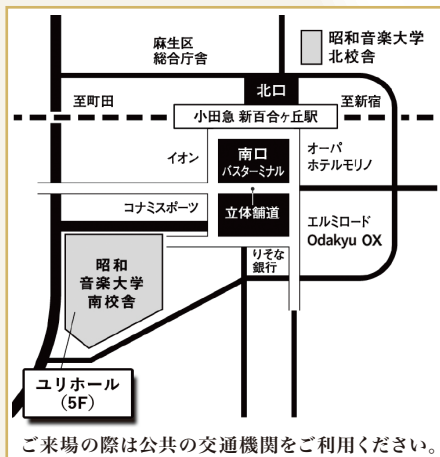 麻生区
総合庁舎
昭和音楽大学
北校舎
北口
至町田
至新宿
小田急 新百合ヶ丘駅
イオン
南口
バスターミナル
オーパ
ホテルモリノ
コナミスポーツ
立体舗道
エルミロード
Odakyu OX
りそな
銀行
昭和
音楽大学
南校舎
ユリホール
(5F)
ご来場の際は公共の交通機関をご利用ください。